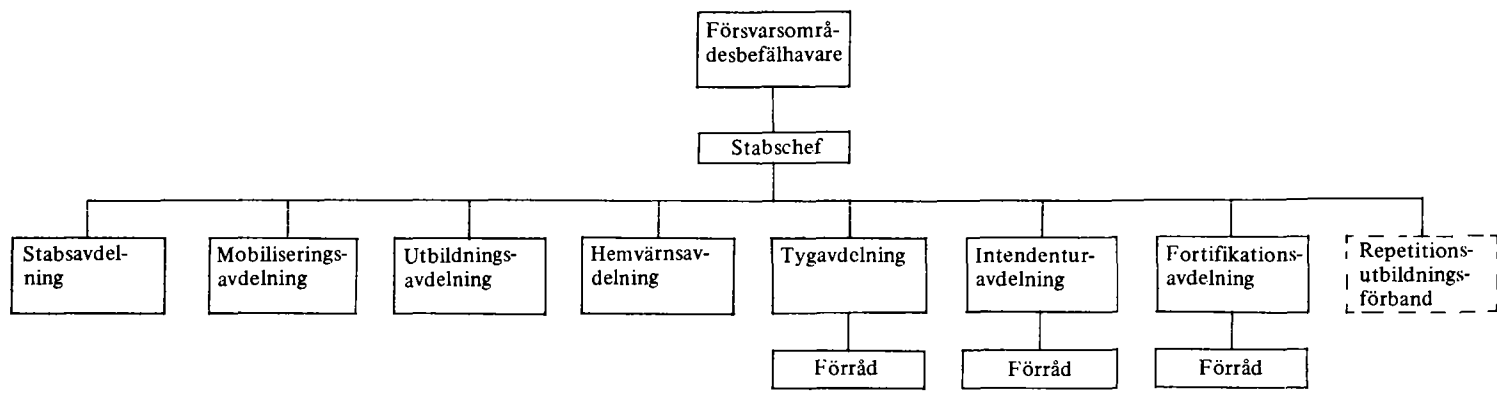 Försvarsområ-
desbefälhavare
Stabschef
Stabsavdel-
ning
Mobiliserings-
avdelning
Utbildnings-
avdelning
Hemvärnsav-
delning
Tygavdelning
Intendentur-
avdelning
Fortifikations-
avdelning
Repetitions-
utbildnings-
förband
Förråd
Förråd
Förråd